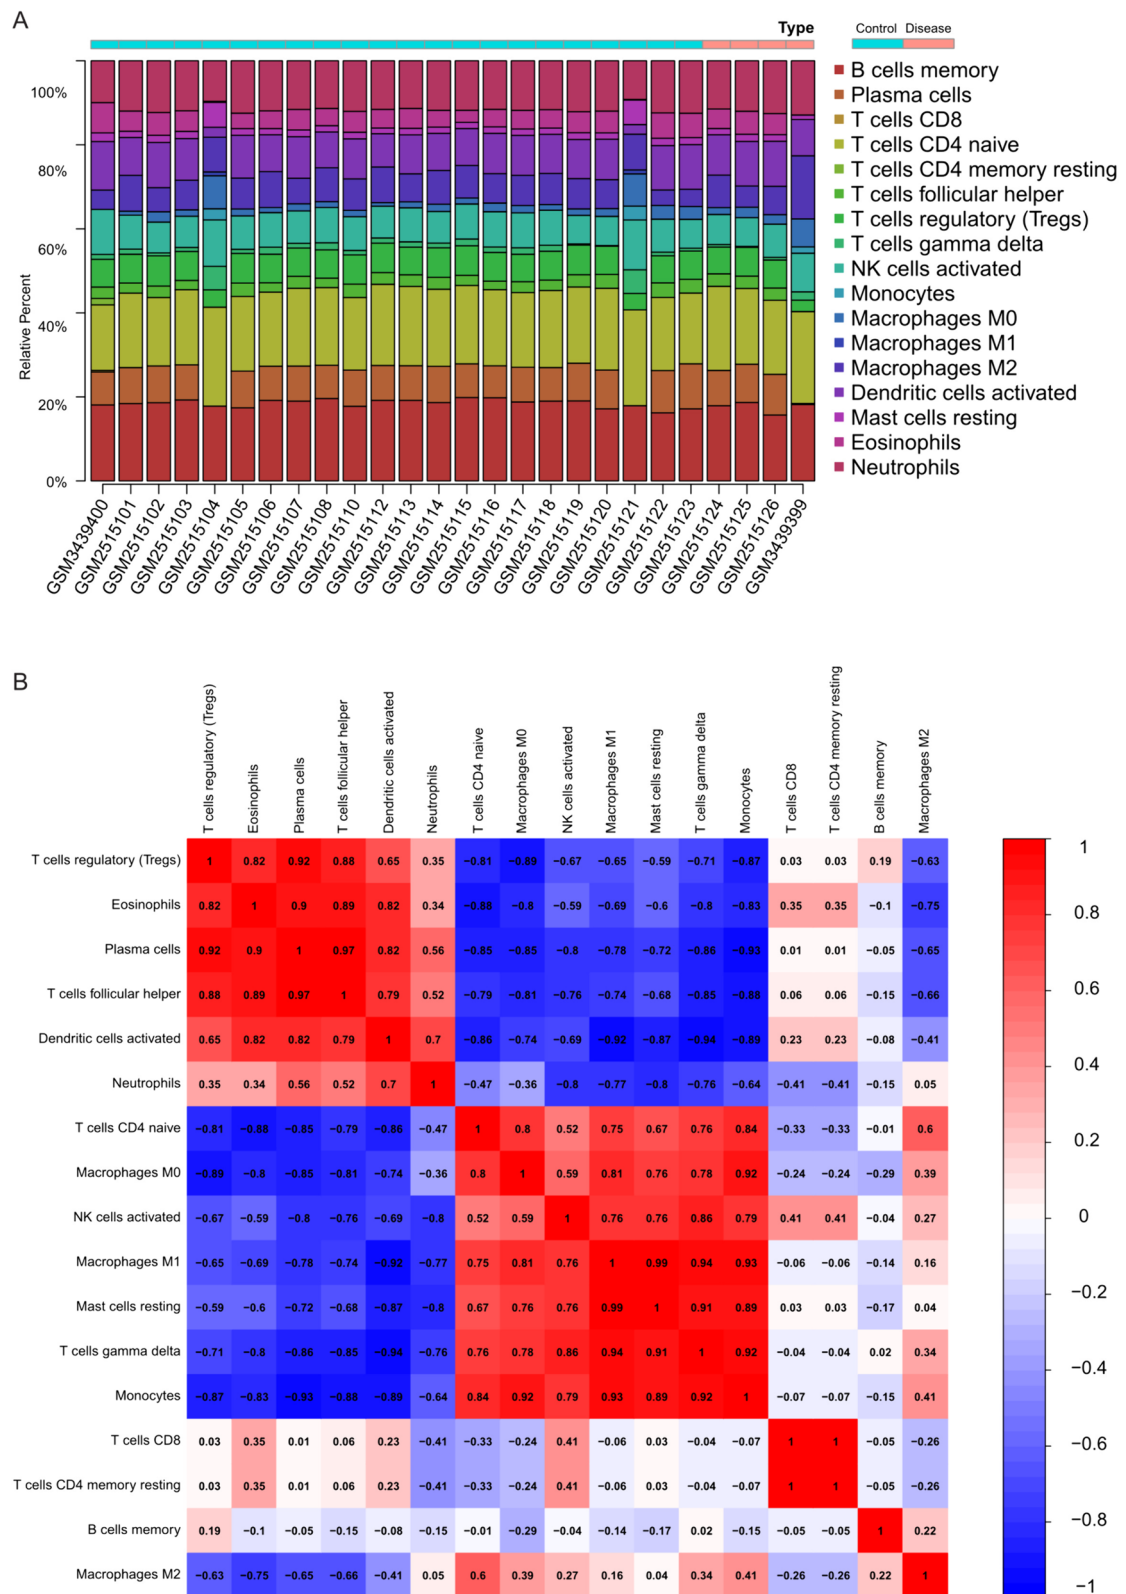 A
Type
Control Disease
100%
80%
60%
40%
20%
0%
Relative Percent
B cells memory
Plasma cells
T cells CD8
T cells CD4 naive
T cells CD4 memory resting
T cells follicular helper
T cells regulatory (Tregs)
T cells gamma delta
NK cells activated
Monocytes
Macrophages M0
Macrophages M1
Macrophages M2
Dendritic cells activated
Mast cells resting
Eosinophils
Neutrophils
GSM3439400
GSM2515101
GSM2515102
GSM2515103
GSM2515104
GSM2515105
GSM2515106
GSM2515107
GSM2515108
GSM2515110
GSM2515112
GSM2515113
GSM2515114
GSM2515115
GSM2515116
GSM2515117
GSM2515118
GSM2515119
GSM2515120
GSM2515121
GSM2515122
GSM2515123
GSM2515124
GSM2515125
GSM2515126
GSM3439399
B
T cells regulatory (Tregs)
Eosinophils
Plasma cells
T cells follicular helper
Dendritic cells activated
Neutrophils
T cells CD4 naive
Macrophages M0
NK cells activated
Macrophages M1
Mast cells resting
T cells gamma delta
Monocytes
T cells CD8
T cells CD4 memory resting
B cells memory
Macrophages M2
T cells regulatory (Tregs) 1 0.82 0.92 0.88 0.65 0.35 −0.81 −0.89 −0.67 −0.65 −0.59 −0.71 −0.87 0.03 0.03 0.19 −0.63
Eosinophils 0.82 1 0.9 0.89 0.82 0.34 −0.88 −0.8 −0.59 −0.69 −0.6 −0.8 −0.83 0.35 0.35 −0.1 −0.75
Plasma cells 0.92 0.9 1 0.97 0.82 0.56 −0.85 −0.85 −0.8 −0.78 −0.72 −0.86 −0.93 0.01 0.01 −0.05 −0.65
T cells follicular helper 0.88 0.89 0.97 1 0.79 0.52 −0.79 −0.81 −0.76 −0.74 −0.68 −0.85 −0.88 0.06 0.06 −0.15 −0.66
Dendritic cells activated 0.65 0.82 0.82 0.79 1 0.7 −0.86 −0.74 −0.69 −0.92 −0.87 −0.94 −0.89 0.23 0.23 −0.08 −0.41
Neutrophils 0.35 0.34 0.56 0.52 0.7 1 −0.47 −0.36 −0.8 −0.77 −0.8 −0.76 −0.64 −0.41 −0.41 −0.15 0.05
T cells CD4 naive −0.81 −0.88 −0.85 −0.79 −0.86 −0.47 1 0.8 0.52 0.75 0.67 0.76 0.84 −0.33 −0.33 −0.01 0.6
Macrophages M0 −0.89 −0.8 −0.85 −0.81 −0.74 −0.36 0.8 1 0.59 0.81 0.76 0.78 0.92 −0.24 −0.24 −0.29 0.39
NK cells activated −0.67 −0.59 −0.8 −0.76 −0.69 −0.8 0.52 0.59 1 0.76 0.76 0.86 0.79 0.41 0.41 −0.04 0.27
Macrophages M1 −0.65 −0.69 −0.78 −0.74 −0.92 −0.77 0.75 0.81 0.76 1 0.99 0.94 0.93 −0.06 −0.06 −0.14 0.16
Mast cells resting −0.59 −0.6 −0.72 −0.68 −0.87 −0.8 0.67 0.76 0.76 0.99 1 0.91 0.89 0.03 0.03 −0.17 0.04
T cells gamma delta −0.71 −0.8 −0.86 −0.85 −0.94 −0.76 0.76 0.78 0.86 0.94 0.91 1 0.92 −0.04 −0.04 0.02 0.34
Monocytes −0.87 −0.83 −0.93 −0.88 −0.89 −0.64 0.84 0.92 0.79 0.93 0.89 0.92 1 −0.07 −0.07 −0.15 0.41
T cells CD8 0.03 0.35 0.01 0.06 0.23 −0.41 −0.33 −0.24 0.41 −0.06 0.03 −0.04 −0.07 1 1 −0.05 −0.26
T cells CD4 memory resting 0.03 0.35 0.01 0.06 0.23 −0.41 −0.33 −0.24 0.41 −0.06 0.03 −0.04 −0.07 1 1 −0.05 −0.26
B cells memory 0.19 −0.1 −0.05 −0.15 −0.08 −0.15 −0.01 −0.29 −0.04 −0.14 −0.17 0.02 −0.15 −0.05 −0.05 1 0.22
Macrophages M2 −0.63 −0.75 −0.65 −0.66 −0.41 0.05 0.6 0.39 0.27 0.16 0.04 0.34 0.41 −0.26 −0.26 0.22 1
1
0.8
0.6
0.4
0.2
0
−0.2
−0.4
−0.6
−0.8
−1